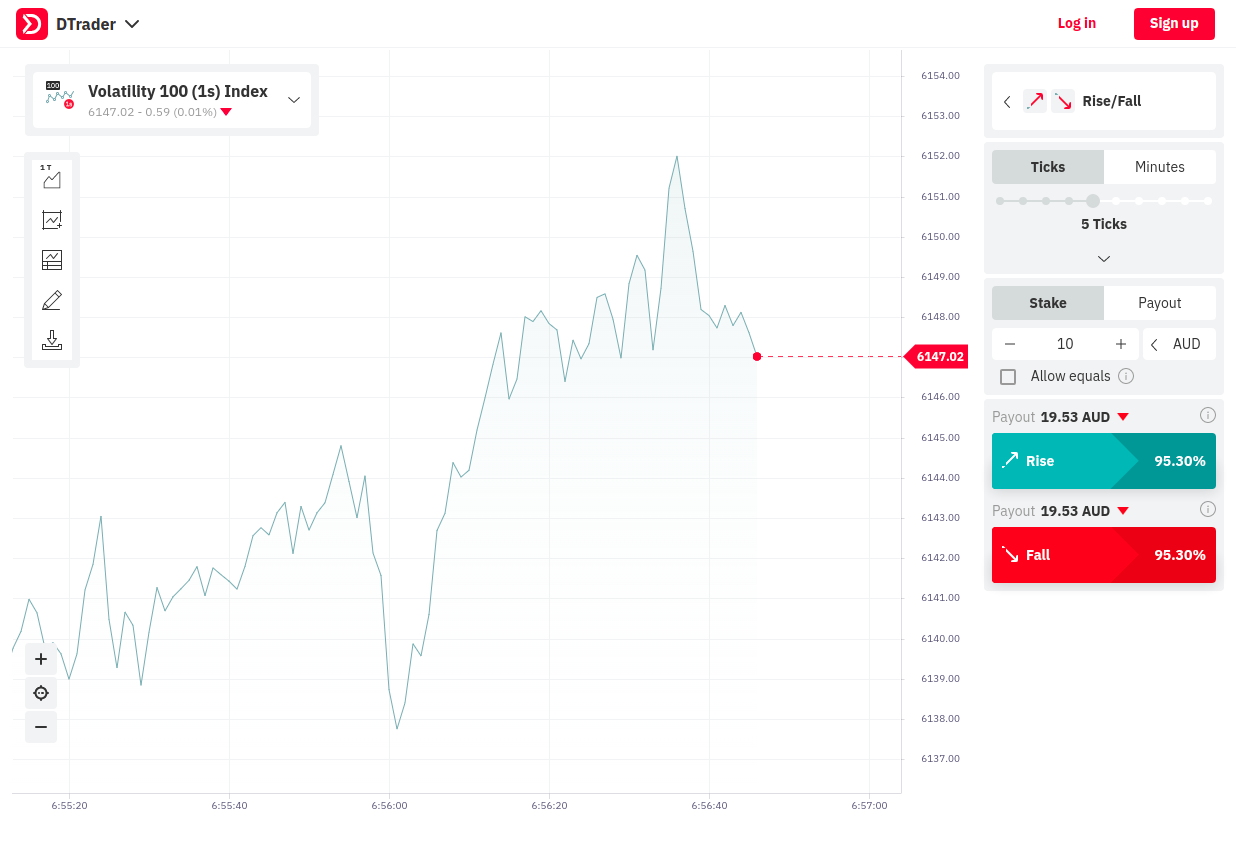 DTrader
Log in
Sign up
100
1s
Volatility 100 (1s) Index
6147.02 - 0.59 (0.01%)
1 T
6154.00
6153.00
6152.00
6151.00
6150.00
6149.00
6148.00
6147.02
6146.00
6145.00
6144.00
6143.00
6142.00
6141.00
6140.00
6139.00
6138.00
6137.00
6:55:20
6:55:40
6:56:00
6:56:20
6:56:40
6:57:00
Rise/Fall
Ticks
Minutes
5 Ticks
Stake
Payout
10
AUD
Allow equals
Payout 19.53 AUD
Rise
95.30%
Payout 19.53 AUD
Fall
95.30%